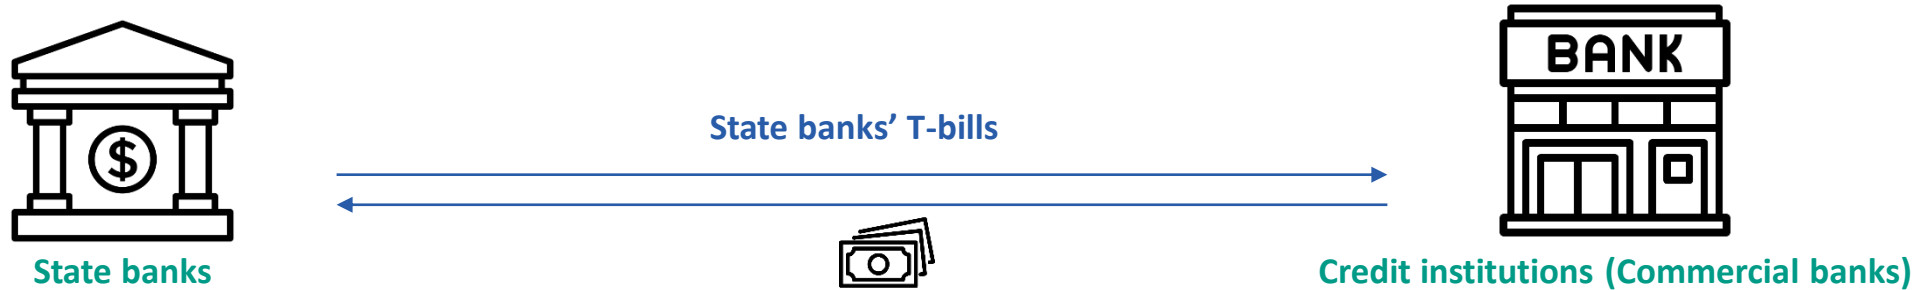 BANK
State banks’ T-bills
State banks
Credit institutions (Commercial banks)
$